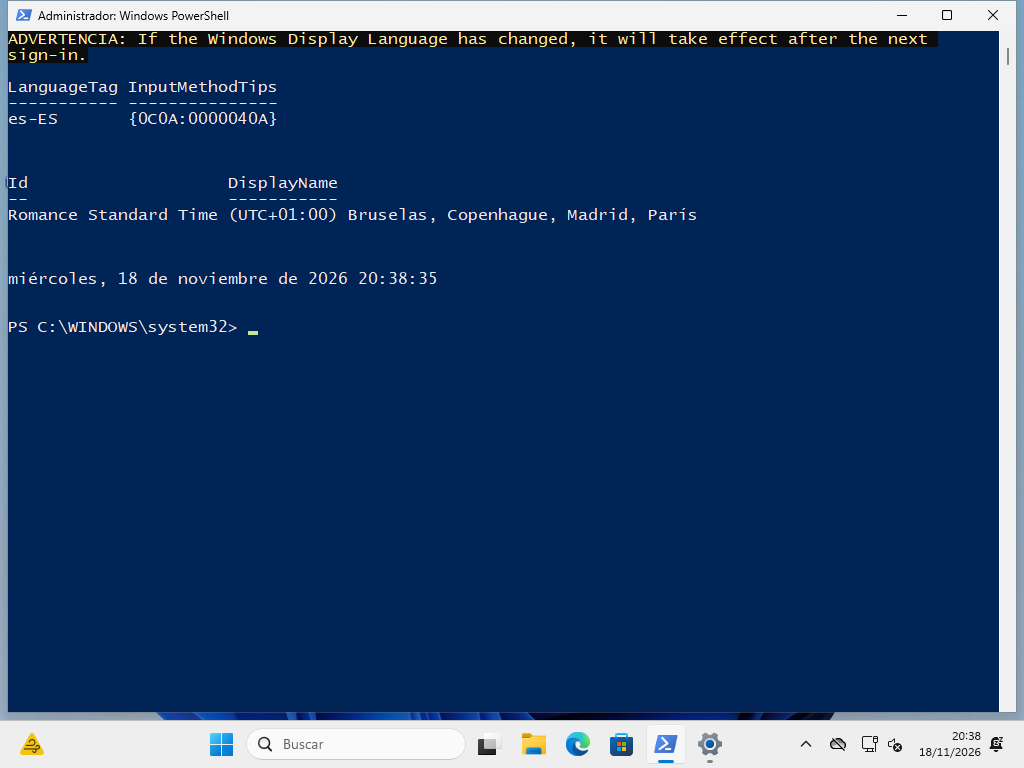 Administrador: Windows PowerShell
ADVERTENCIA: If the Windows Display Language has changed, it will take effect after the next
sign-in.
LanguageTag InputMethodTips
----------- ---------------
es-ES       {0C0A:0000040A}
Id                    DisplayName
--                    -----------
Romance Standard Time (UTC+01:00) Bruselas, Copenhague, Madrid, París
miércoles, 18 de noviembre de 2026 20:38:35
PS C:\WINDOWS\system32>
Buscar
20:38
18/11/2026